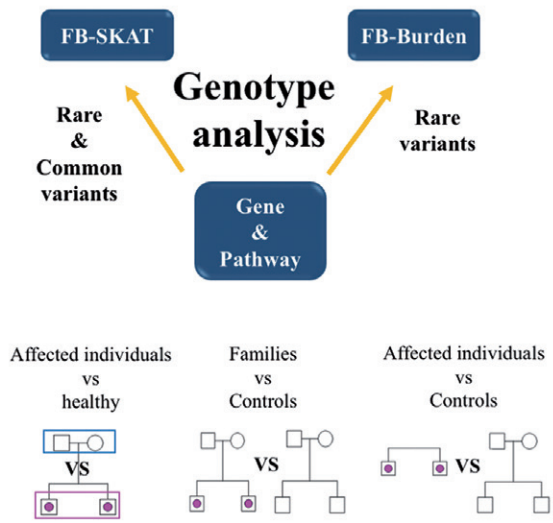 FB-SKAT
FB-Burden
Genotype
analysis
Rare
&
Common
variants
Rare
variants
Gene
&
Pathway
Affected individuals
vs
healthy
Families
vs
Controls
Affected individuals
vs
Controls
VS
VS
VS